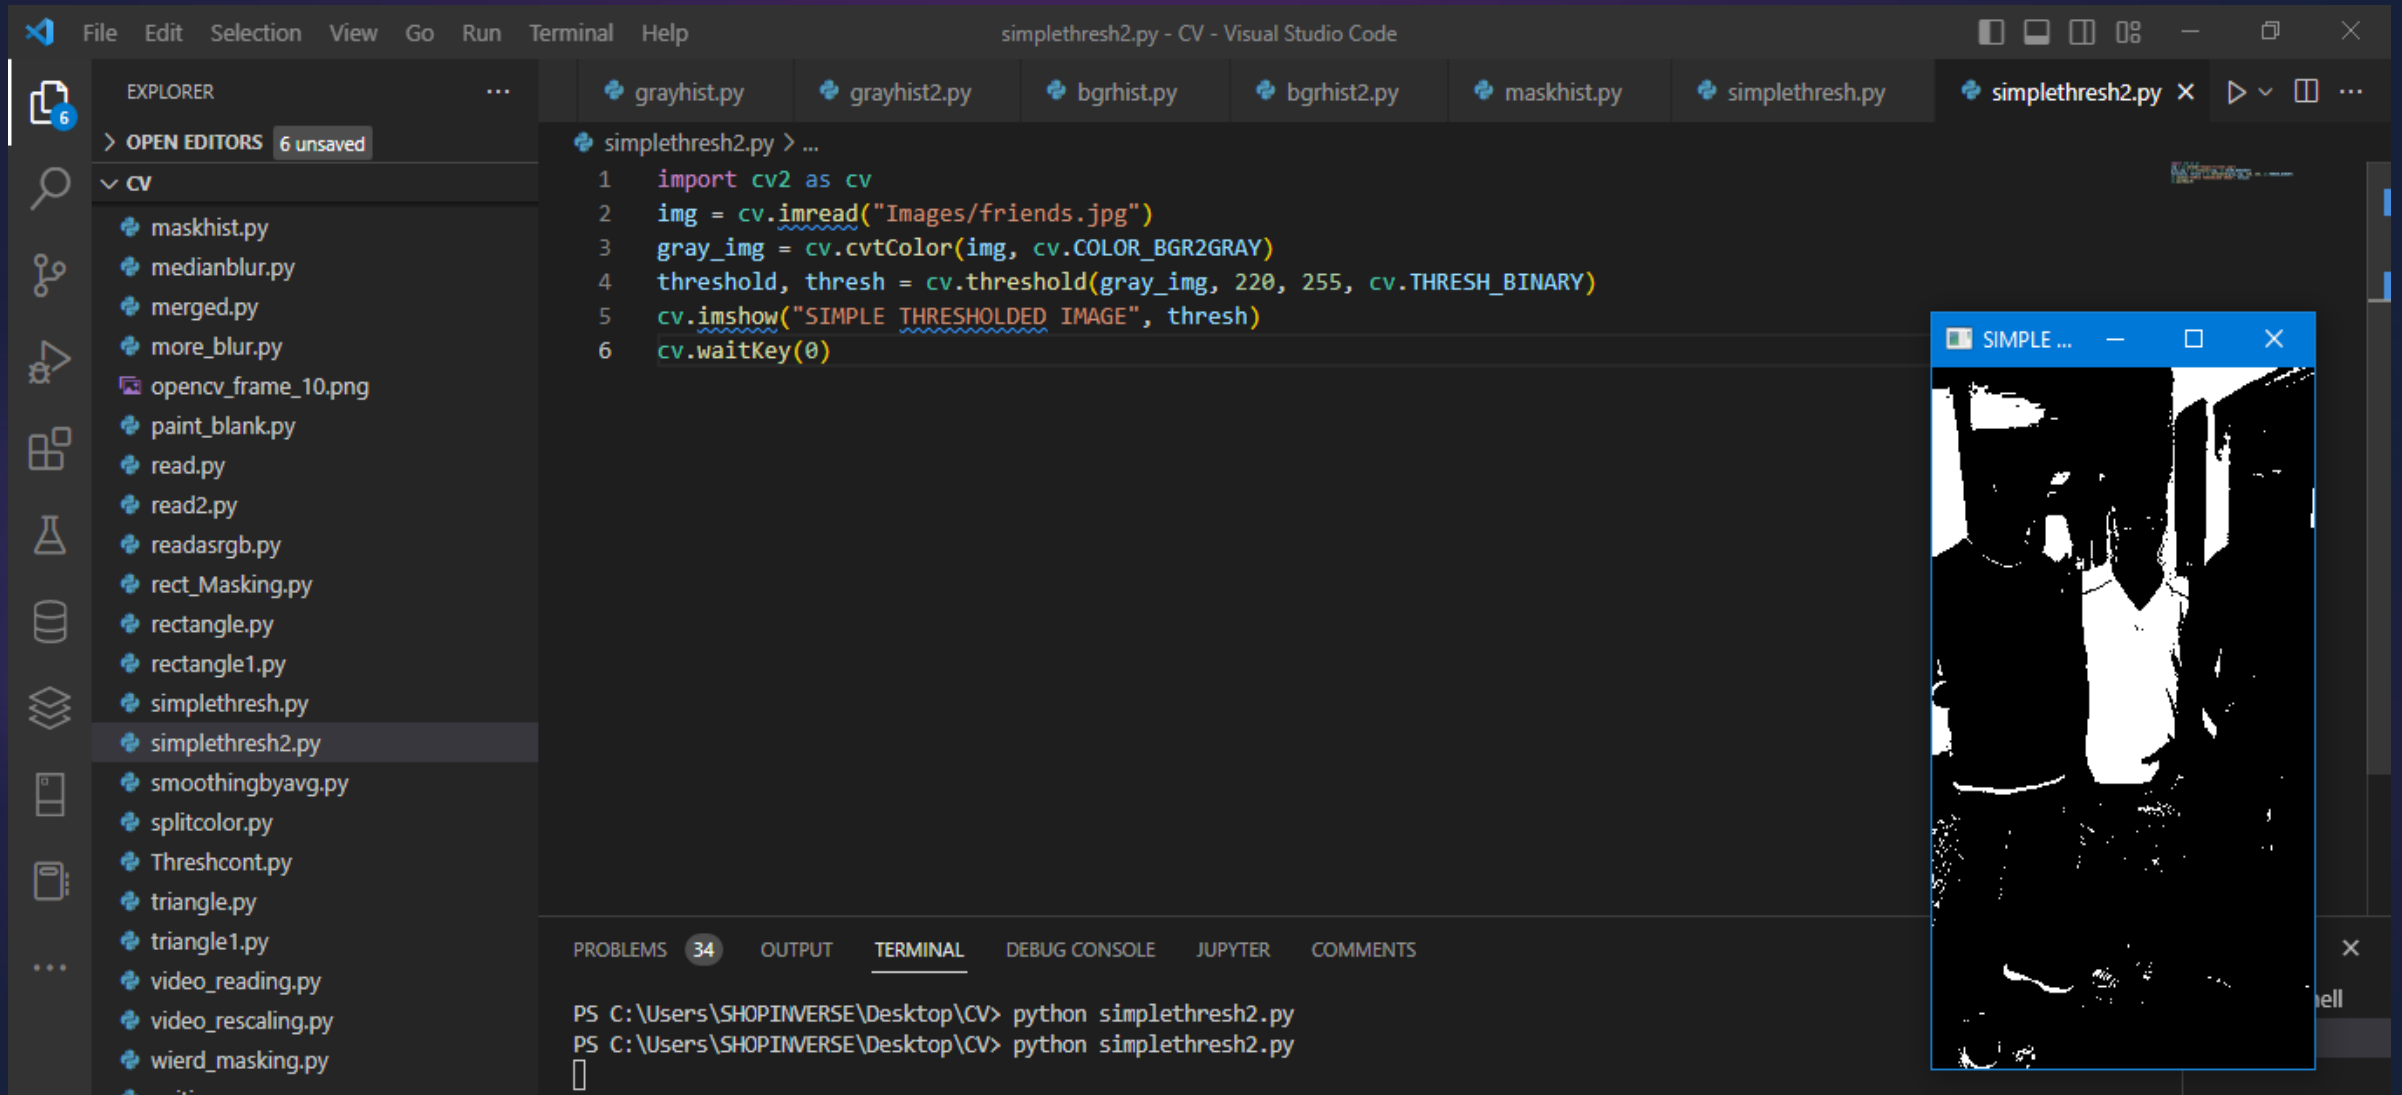 File Edit Selection View Go Run Terminal Help
simplethresh2.py - CV - Visual Studio Code
EXPLORER
OPEN EDITORS 6 unsaved
CV
maskhist.py
medianblur.py
merged.py
more_blur.py
opencv_frame_10.png
paint_blank.py
read.py
read2.py
readasrgb.py
rect_Masking.py
rectangle.py
rectangle1.py
simplethresh.py
simplethresh2.py
smoothingbyavg.py
splitcolor.py
Threshcont.py
triangle.py
triangle1.py
video_reading.py
video_rescaling.py
wierd_masking.py
6
grayhist.py grayhist2.py bgrhist.py bgrhist2.py maskhist.py simplethresh.py simplethresh2.py
simplethresh2.py > ...
1 import cv2 as cv
2 img = cv.imread("Images/friends.jpg")
3 gray_img = cv.cvtColor(img, cv.COLOR_BGR2GRAY)
4 threshold, thresh = cv.threshold(gray_img, 220, 255, cv.THRESH_BINARY)
5 cv.imshow("SIMPLE THRESHOLDED IMAGE", thresh)
6 cv.waitKey(0)
SIMPLE ...
PROBLEMS 34 OUTPUT TERMINAL DEBUG CONSOLE JUPYTER COMMENTS
PS C:\Users\SHOPINVERSE\Desktop\CV> python simplethresh2.py
PS C:\Users\SHOPINVERSE\Desktop\CV> python simplethresh2.py